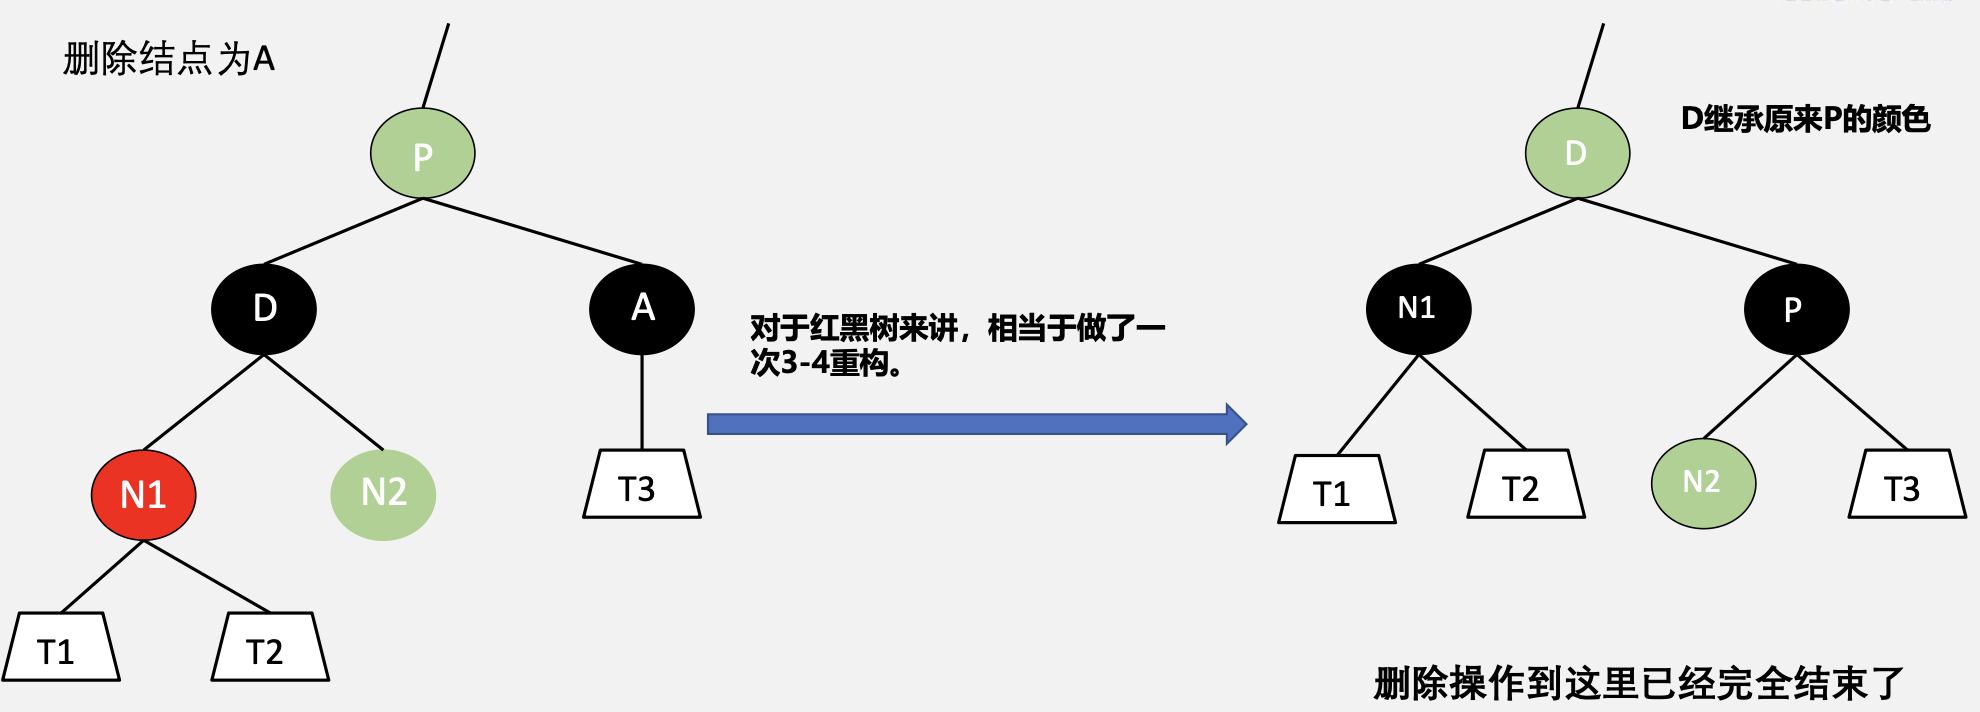 删除结点为A
P
D
A
N1
N2
T3
T1
T2
对于红黑树来讲，相当于做了一
次3-4重构。
D继承原来P的颜色
D
N1
P
T1
T2
N2
T3
删除操作到这里已经完全结束了